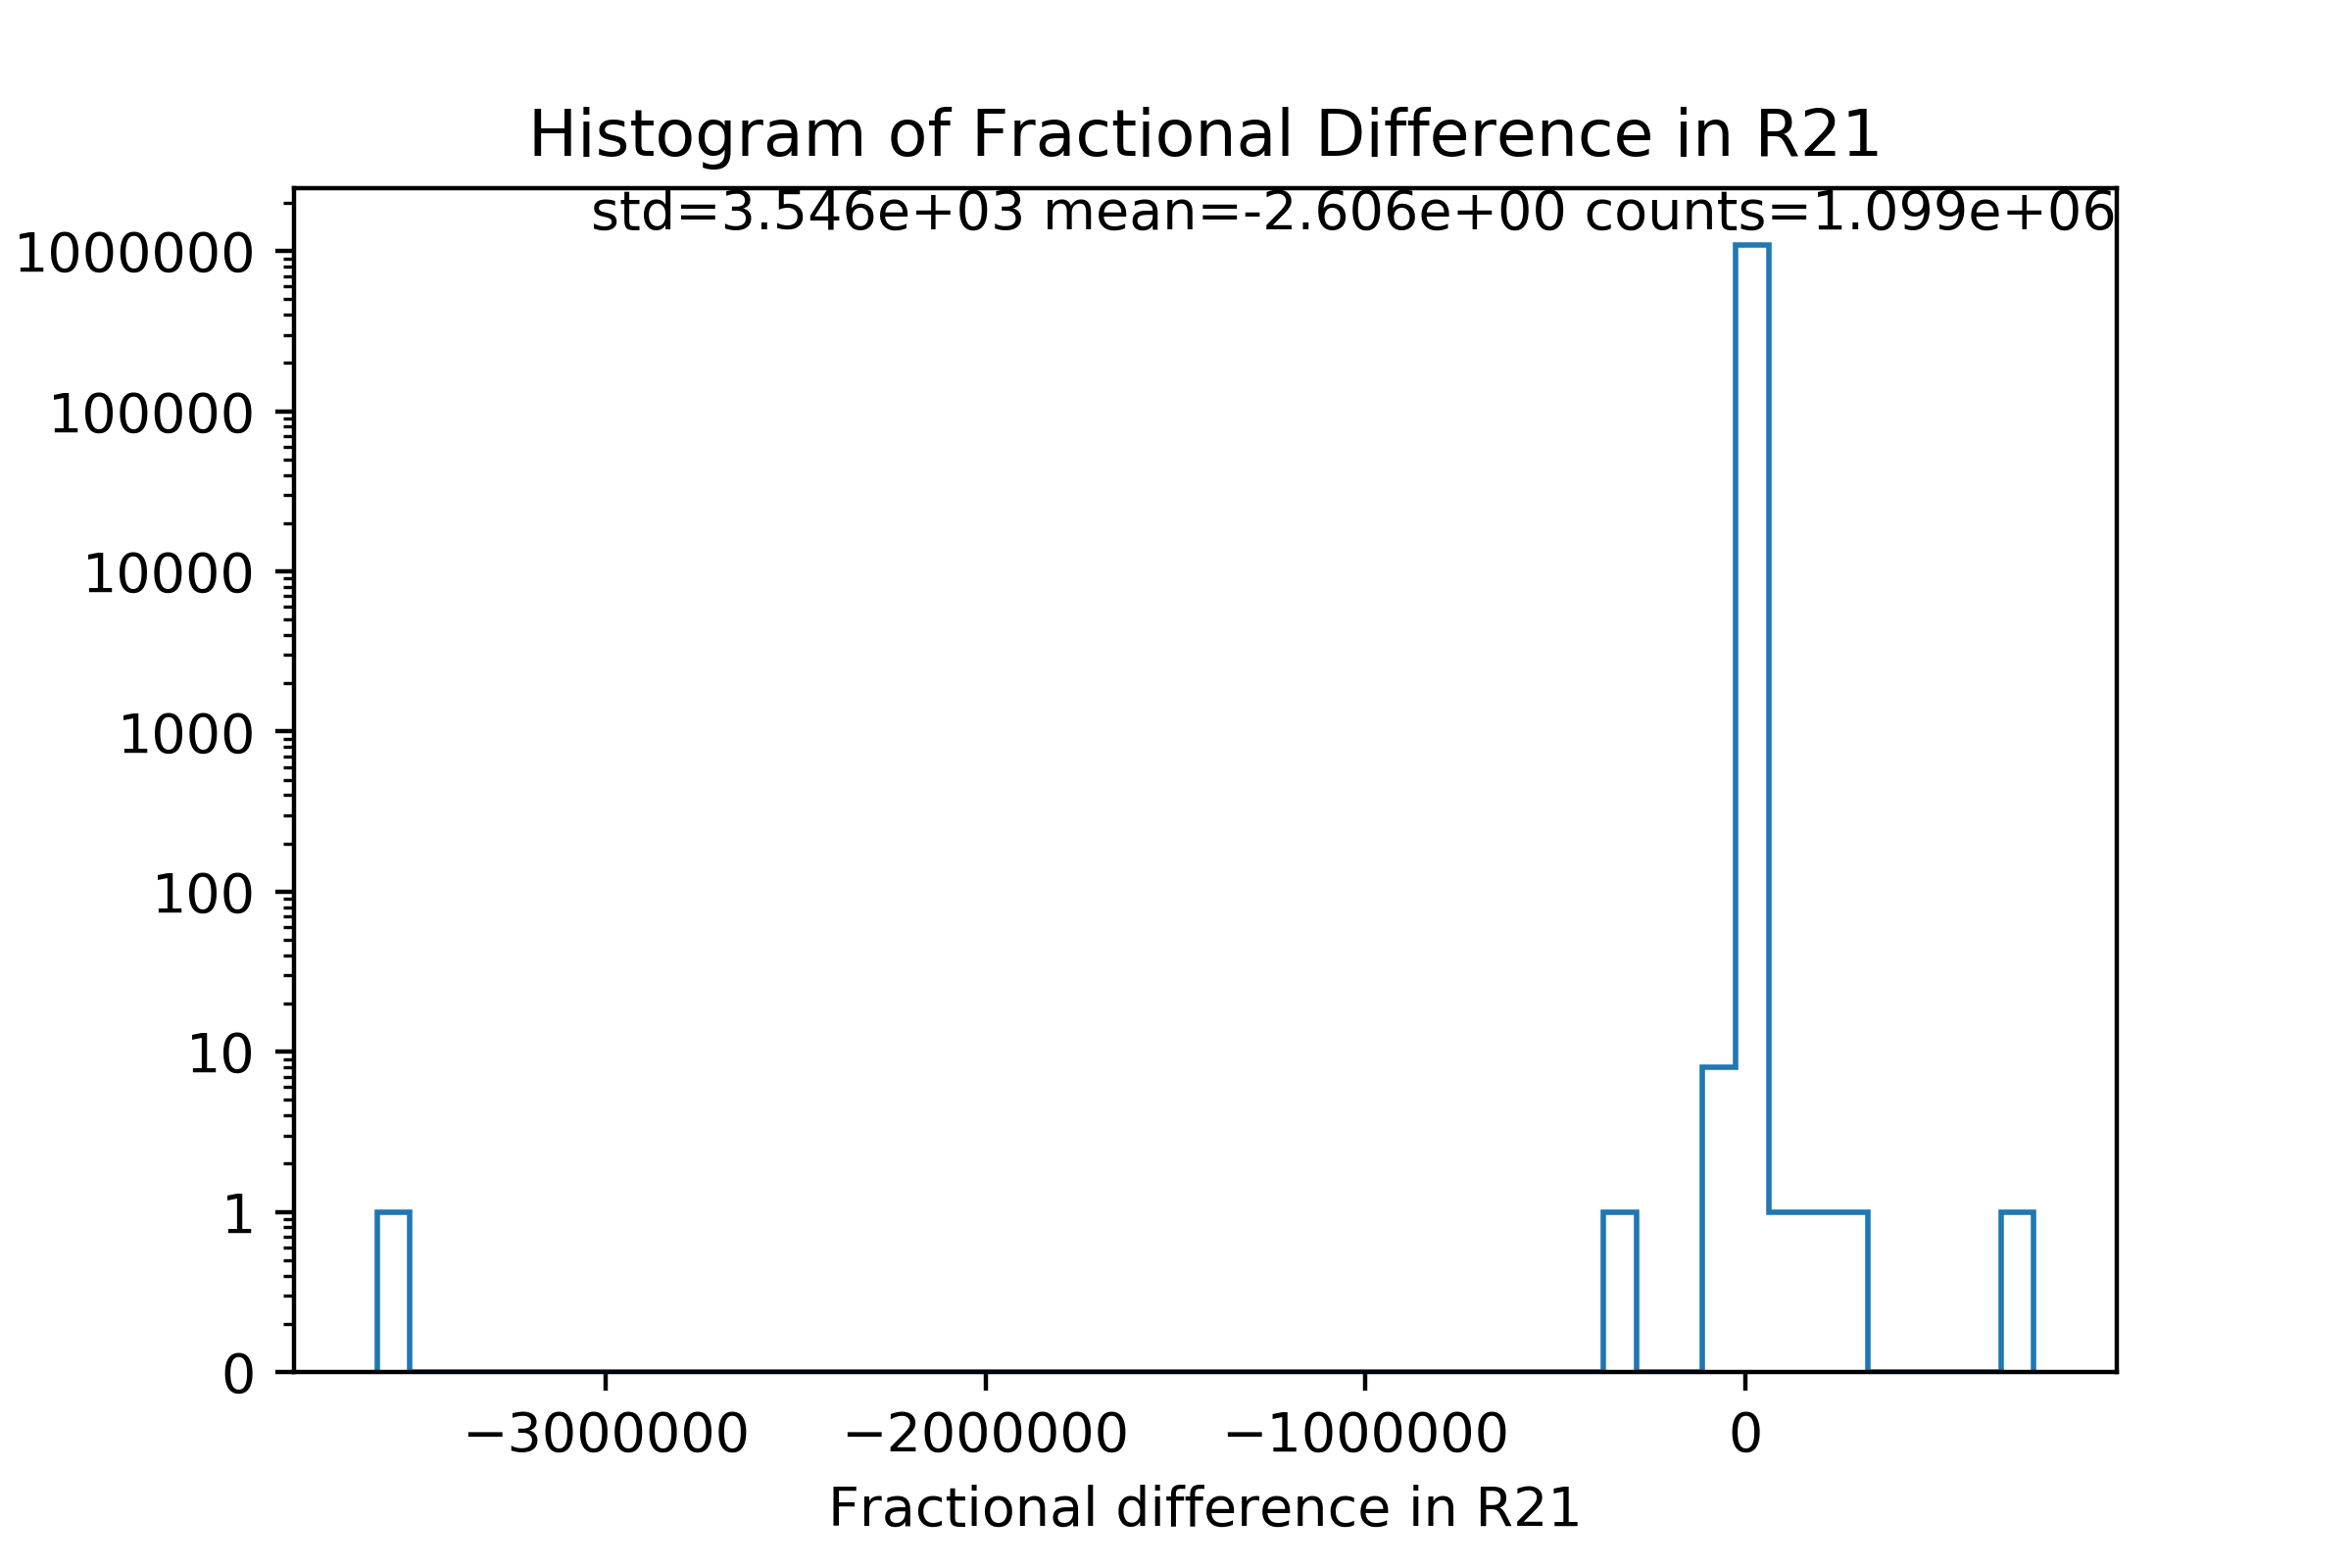 Histogram of Fractional Difference in R21
std=3.546e+03 mean=-2.606e+00 counts=1.099e+06
1000000
100000
10000
1000
100
10
1
0
−3000000 −2000000 −1000000 0
Fractional difference in R21